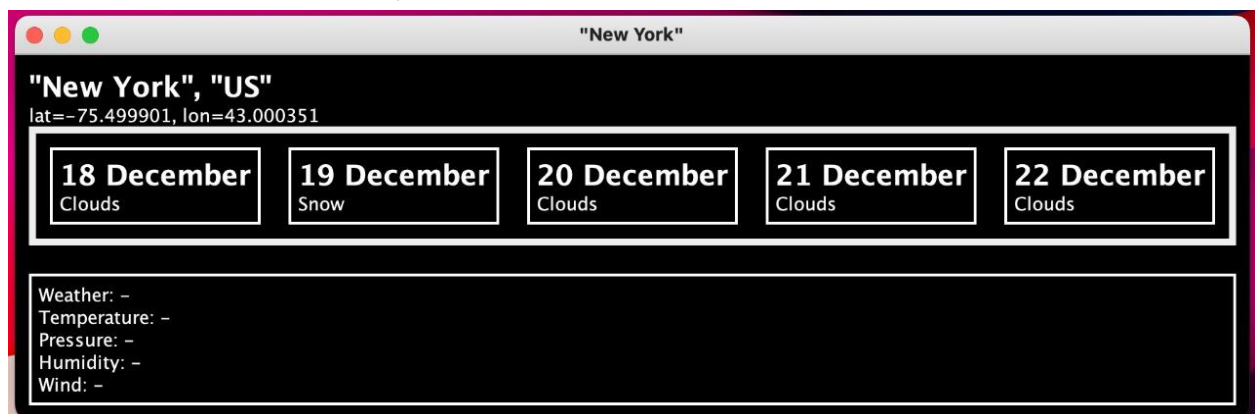 "New York"
"New York", "US"
lat=-75.499901, lon=43.000351
18 December 19 December 20 December 21 December 22 December
Clouds Snow Clouds Clouds Clouds
Weather: -
Temperature: -
Pressure: -
Humidity: -
Wind: -